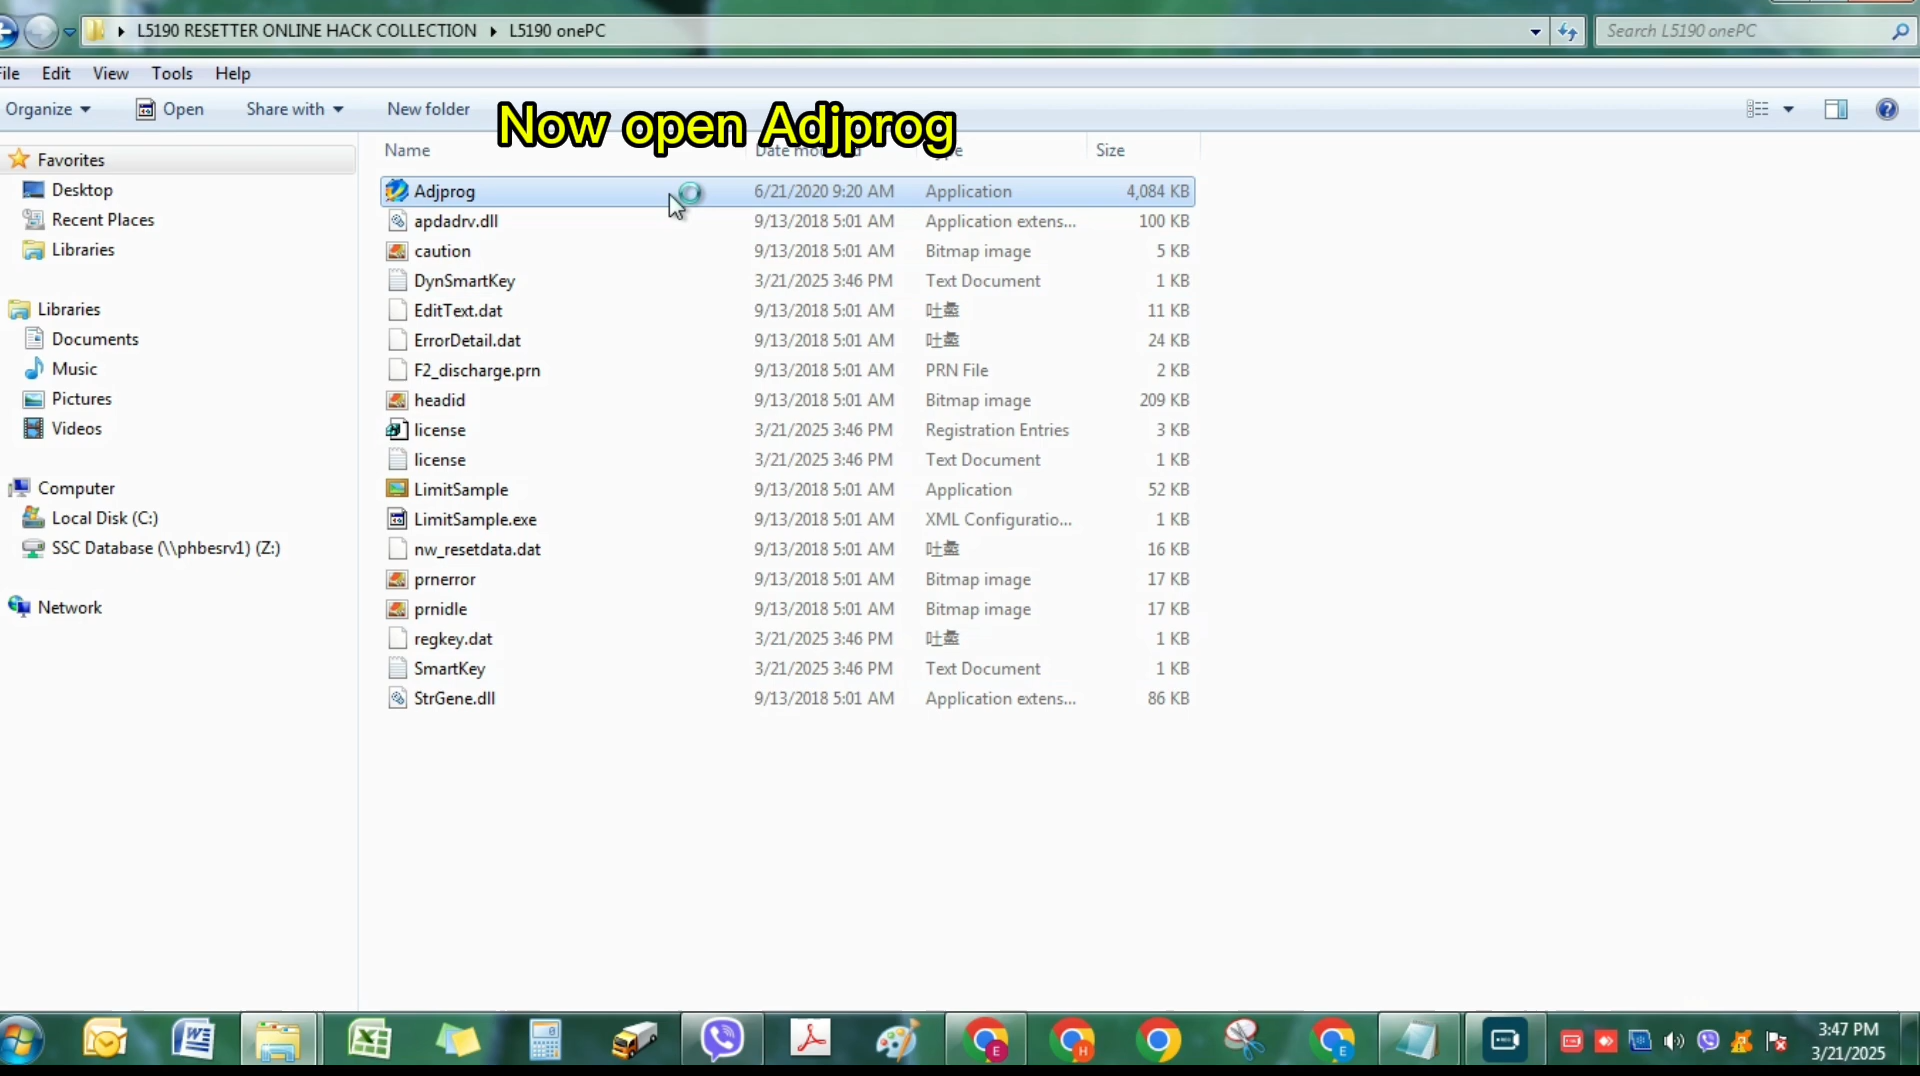 L5190 RESETTER ONLINE HACK COLLECTION L5190 onePC
Search L5190 onePC
File Edit View Tools Help
Organize Open Share with New folder
Now open Adjprog
Name Size
Favorites
Desktop
Recent Places
Libraries
Libraries
Documents
Music
Pictures
Videos
Computer
Local Disk (C:)
SSC Database (\\phbesrv1) (Z:)
Network
Adjprog 6/21/2020 9:20 AM Application 4,084 KB
apdadrv.dll 9/13/2018 5:01 AM Application extens... 100 KB
caution 9/13/2018 5:01 AM Bitmap image 5 KB
DynSmartKey 3/21/2025 3:46 PM Text Document 1 KB
EditText.dat 9/13/2018 5:01 AM 11 KB
ErrorDetail.dat 9/13/2018 5:01 AM 24 KB
F2_discharge.prn 9/13/2018 5:01 AM PRN File 2 KB
headid 9/13/2018 5:01 AM Bitmap image 209 KB
license 3/21/2025 3:46 PM Registration Entries 3 KB
license 3/21/2025 3:46 PM Text Document 1 KB
LimitSample 9/13/2018 5:01 AM Application 52 KB
LimitSample.exe 9/13/2018 5:01 AM XML Configuratio... 1 KB
nw_resetdata.dat 9/13/2018 5:01 AM 16 KB
prnerror 9/13/2018 5:01 AM Bitmap image 17 KB
prnidle 9/13/2018 5:01 AM Bitmap image 17 KB
regkey.dat 3/21/2025 3:46 PM 1 KB
SmartKey 3/21/2025 3:46 PM Text Document 1 KB
StrGene.dll 9/13/2018 5:01 AM Application extens... 86 KB
3:47 PM
3/21/2025